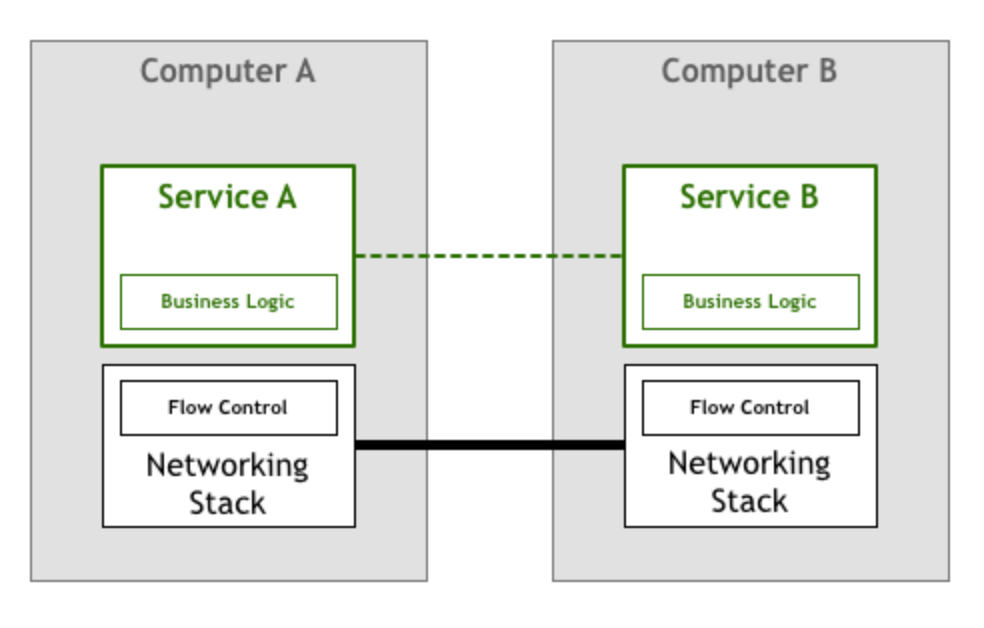 Computer A
Computer B
Service A
Service B
Business Logic
Business Logic
Flow Control
Flow Control
Networking
Stack
Networking
Stack